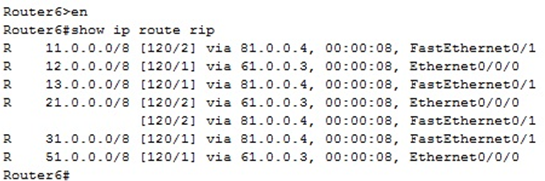 Router6>en
Router6#show ip route rip
R    11.0.0.0/8 [120/2] via 81.0.0.4, 00:00:08, FastEthernet0/1
R    12.0.0.0/8 [120/1] via 61.0.0.3, 00:00:08, Ethernet0/0/0
R    13.0.0.0/8 [120/1] via 81.0.0.4, 00:00:08, FastEthernet0/1
R    21.0.0.0/8 [120/2] via 61.0.0.3, 00:00:08, Ethernet0/0/0
                [120/2] via 81.0.0.4, 00:00:08, FastEthernet0/1
R    31.0.0.0/8 [120/1] via 81.0.0.4, 00:00:08, FastEthernet0/1
R    51.0.0.0/8 [120/1] via 61.0.0.3, 00:00:08, Ethernet0/0/0
Router6#